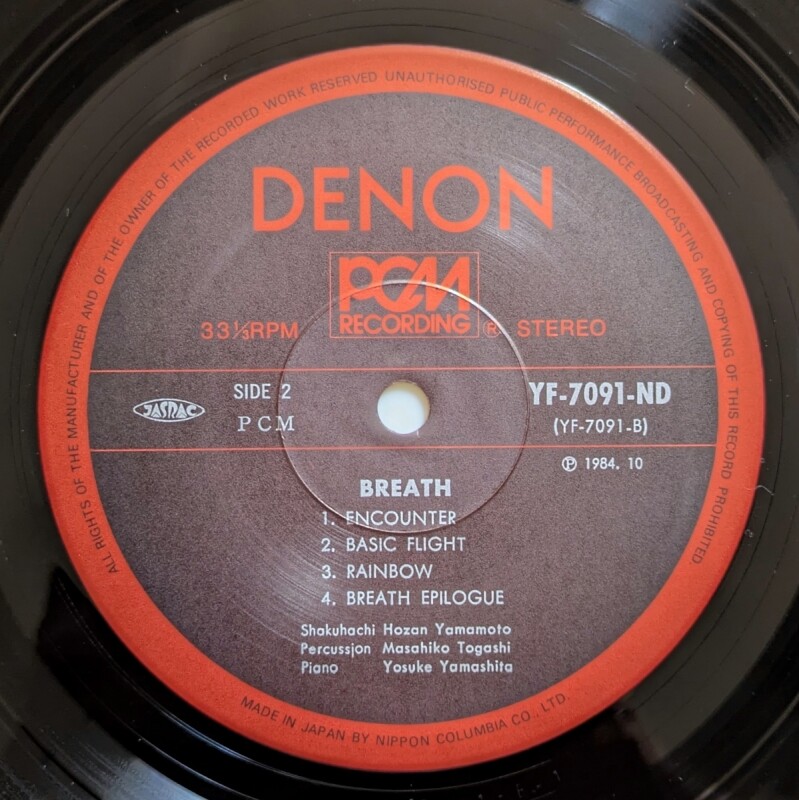 ALL RIGHTS OF THE MANUFACTURER AND OF THE OWNER OF THE RECORDED WORK RESERVED UNAUTHORISED PUBLIC PERFORMANCE BROADCASTING AND COPYING OF THIS RECORD PROHIBITED
DENON
PCM
RECORDING
33⅓RPM ® STEREO
SIDE 2 YF-7091-ND
JASRAC
PCM (YF-7091-B)
℗ 1984. 10
BREATH
1. ENCOUNTER
2. BASIC FLIGHT
3. RAINBOW
4. BREATH EPILOGUE
Shakuhachi Hozan Yamamoto
Percussjon Masahiko Togashi
Piano Yosuke Yamashita
MADE IN JAPAN BY NIPPON COLUMBIA CO., LTD.